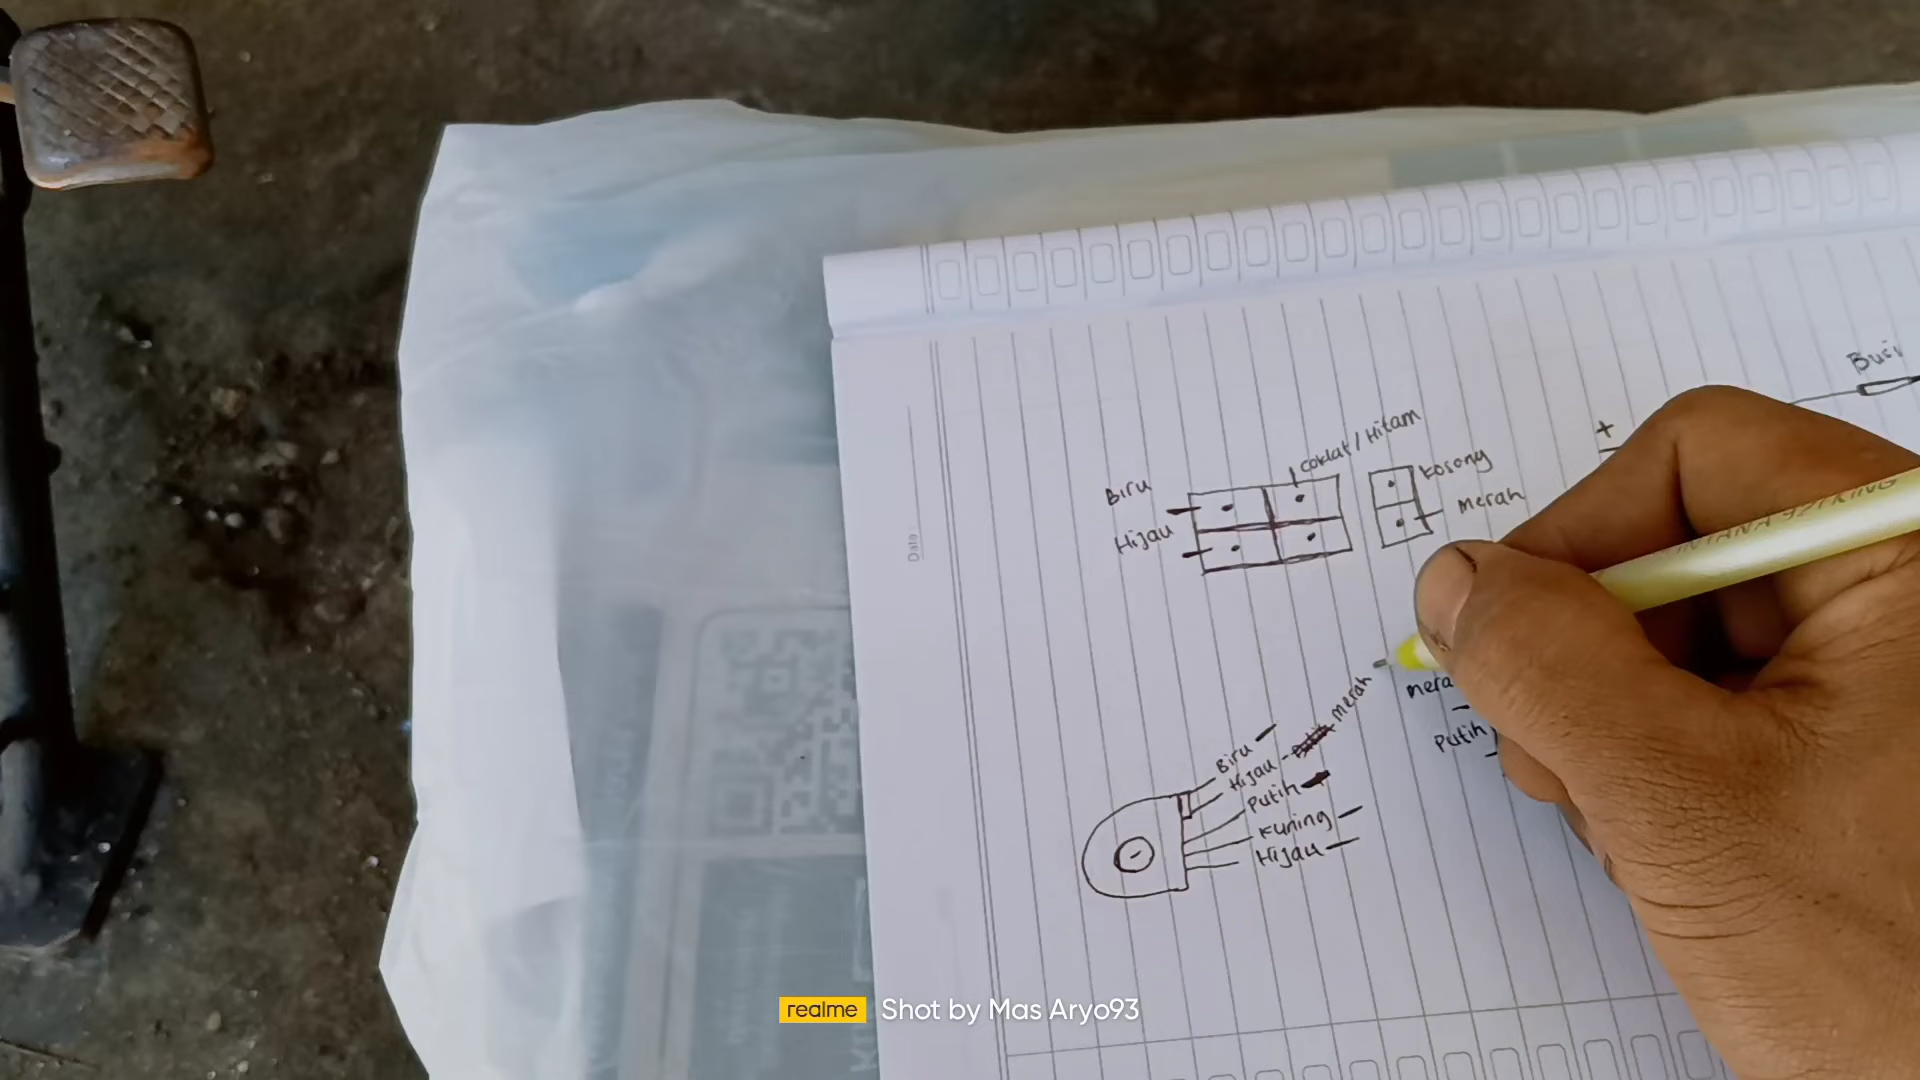 Date :
Busi
+
Coklat / Hitam
Biru
Kosong
Hijau
Merah
merah
Biru
Hijau -
Putih
Kuning
Hijau
Putih
realme Shot by Mas Aryo93